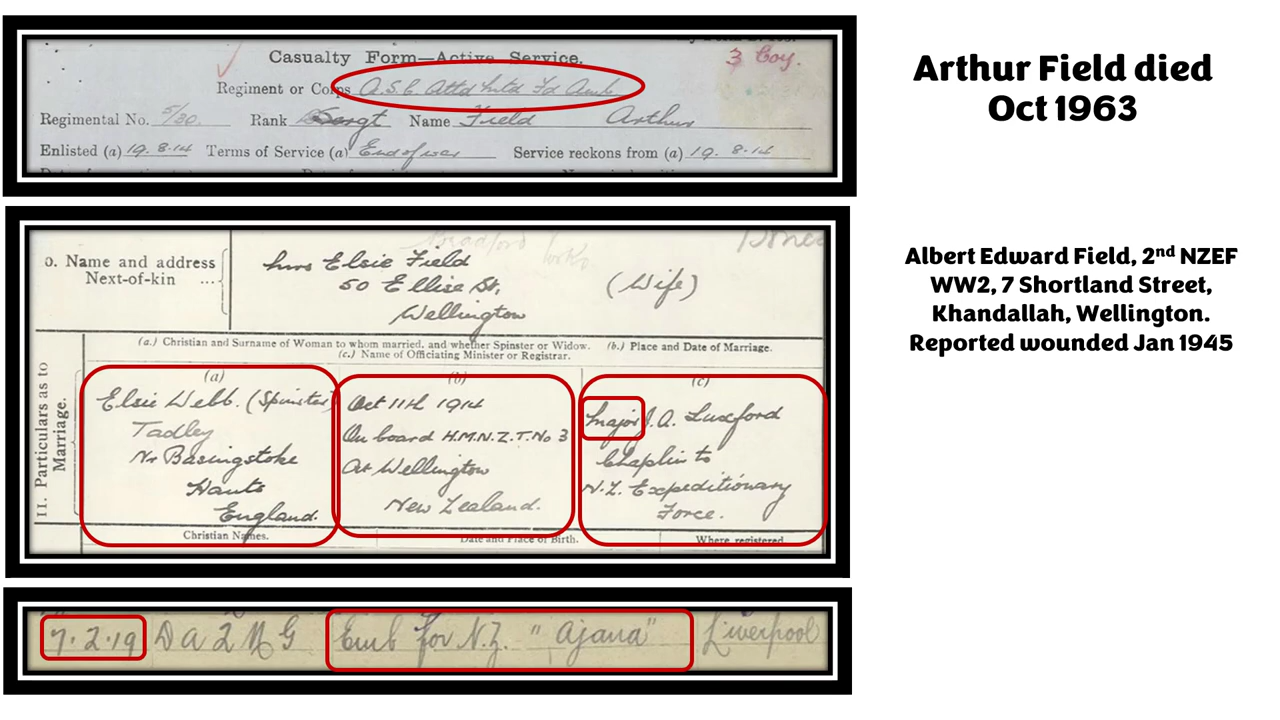 Casualty Form—Active Service.
3 Coy.
Regiment or Corps A.S.C. Attd Mtd Fd Amb
Regimental No. 5/30. Rank Sergt Name Field Arthur
Enlisted (a) 19. 8.14 Terms of Service (a) End of war Service reckons from (a) 19. 8.14
Arthur Field died
Oct 1963
Bradford
0. Name and address
Next-of-kin ...
Mrs Elsie Field
50 Ellice St,
Wellington
(Wife)
(a.) Christian and Surname of Woman to whom married, and whether Spinster or Widow. (b.) Place and Date of Marriage.
(c.) Name of Officiating Minister or Registrar.
11. Particulars as to
Marriage.
(a)
Elsie Webb. (Spinster)
Tadley
Nr Basingstoke
Hants
England.
(b)
Oct 11th 1914
On board H.M.N.Z.T. No 3
At Wellington
New Zealand.
(c)
Major J.A. Luxford
Chaplin to
N.Z. Expeditionary
Force.
Christian Names. Date and Place of Birth. Where registered
Albert Edward Field, 2nd NZEF
WW2, 7 Shortland Street,
Khandallah, Wellington.
Reported wounded Jan 1945
7.2.19 D A 2 M G Emb for N.Z. "Ajana" Liverpool